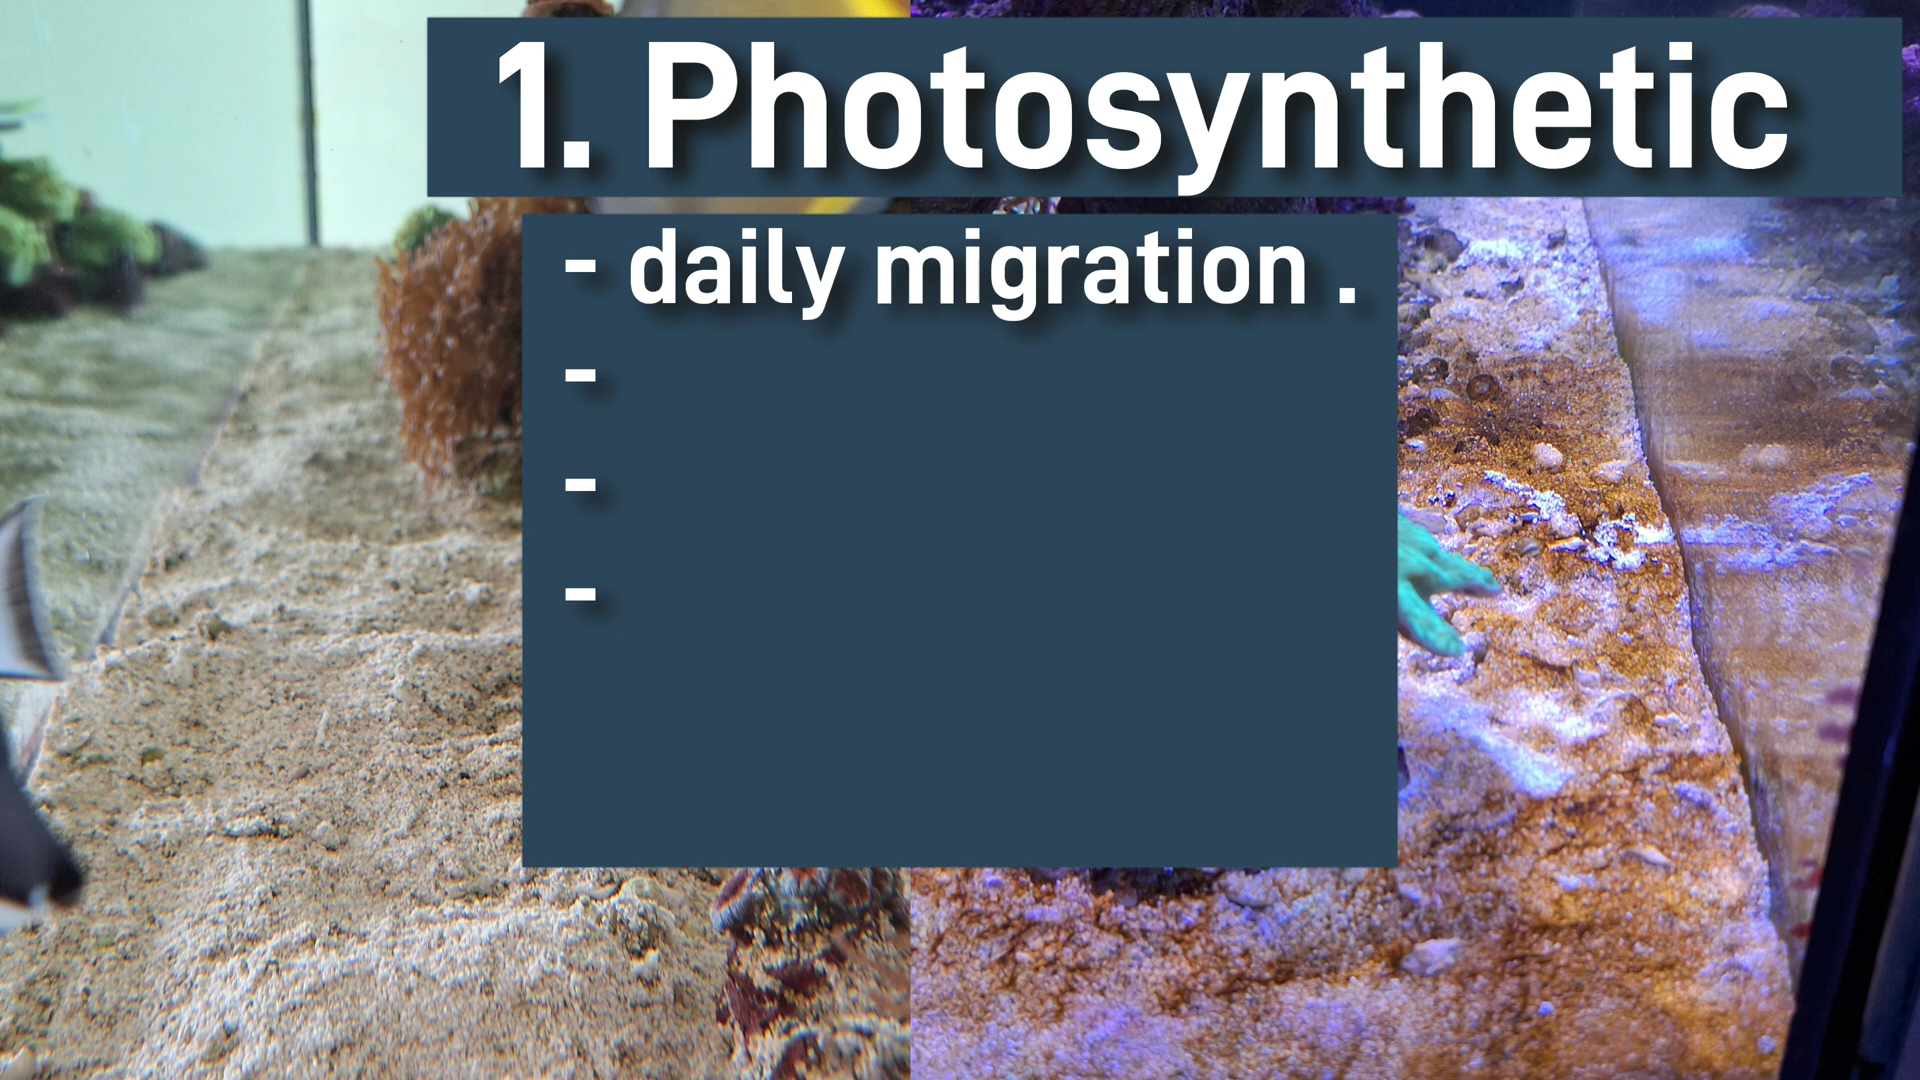 1. Photosynthetic
- daily migration .
-
-
-